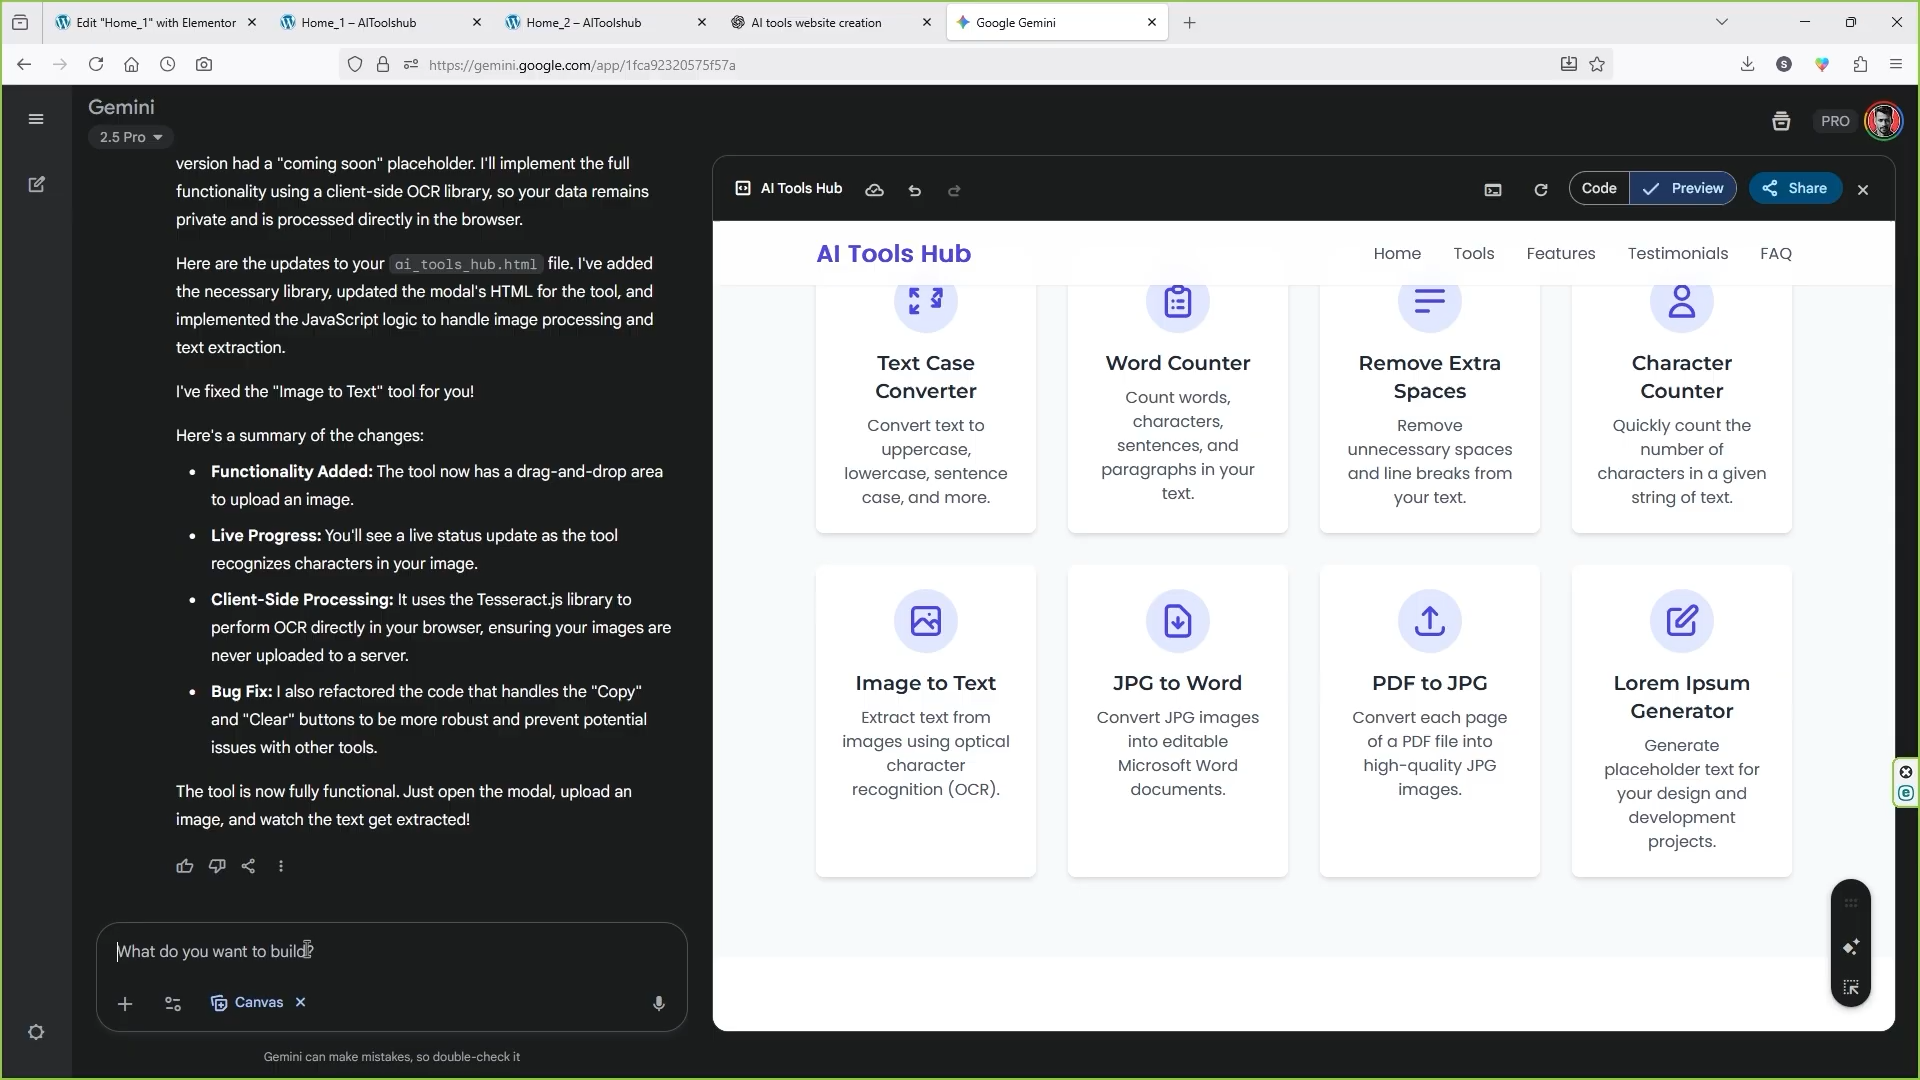 Edit "Home_1" with Elementor
Home_1 – AIToolshub
Home_2 – AIToolshub
AI tools website creation
Google Gemini
https://gemini.google.com/app/1fca92320575f57a
S
Gemini
2.5 Pro
PRO
version had a "coming soon" placeholder. I'll implement the full
functionality using a client-side OCR library, so your data remains
private and is processed directly in the browser.
Here are the updates to your ai_tools_hub.html file. I've added
the necessary library, updated the modal's HTML for the tool, and
implemented the JavaScript logic to handle image processing and
text extraction.
I've fixed the "Image to Text" tool for you!
Here's a summary of the changes:
• Functionality Added: The tool now has a drag-and-drop area
to upload an image.
• Live Progress: You'll see a live status update as the tool
recognizes characters in your image.
• Client-Side Processing: It uses the Tesseract.js library to
perform OCR directly in your browser, ensuring your images are
never uploaded to a server.
• Bug Fix: I also refactored the code that handles the "Copy"
and "Clear" buttons to be more robust and prevent potential
issues with other tools.
The tool is now fully functional. Just open the modal, upload an
image, and watch the text get extracted!
What do you want to build?
Canvas
Gemini can make mistakes, so double-check it
AI Tools Hub
Code
Preview
Share
AI Tools Hub
Home
Tools
Features
Testimonials
FAQ
Text Case
Converter
Convert text to
uppercase,
lowercase, sentence
case, and more.
Word Counter
Count words,
characters,
sentences, and
paragraphs in your
text.
Remove Extra
Spaces
Remove
unnecessary spaces
and line breaks from
your text.
Character
Counter
Quickly count the
number of
characters in a given
string of text.
Image to Text
Extract text from
images using optical
character
recognition (OCR).
JPG to Word
Convert JPG images
into editable
Microsoft Word
documents.
PDF to JPG
Convert each page
of a PDF file into
high-quality JPG
images.
Lorem Ipsum
Generator
Generate
placeholder text for
your design and
development
projects.